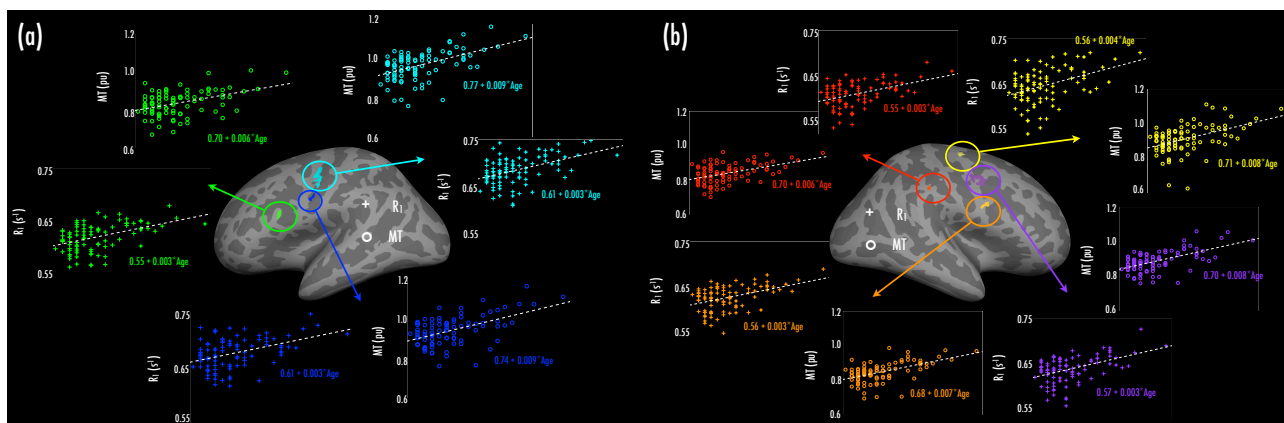 (a)
1.2
1.0
0.8
0.6
MT (pu)
0.70 + 0.006*Age
1.2
1.0
0.8
0.6
MT (pu)
0.77 + 0.009*Age
0.75
0.65
0.55
R₁ (s⁻¹)
0.55 + 0.003*Age
0.75
0.65
0.55
R₁ (s⁻¹)
0.61 + 0.003*Age
+ R₁
O MT
0.75
0.65
0.55
R₁ (s⁻¹)
0.61 + 0.003*Age
1.2
1.0
0.8
0.6
MT (pu)
0.74 + 0.009*Age
(b)
0.75
0.65
0.55
R₁ (s⁻¹)
0.55 + 0.003*Age
0.75
0.65
0.55
R₁ (s⁻¹)
0.56 + 0.004*Age
1.2
1.0
0.8
0.6
MT (pu)
0.70 + 0.006*Age
1.2
1.0
0.8
0.6
MT (pu)
0.71 + 0.008*Age
+ R₁
O MT
0.75
0.65
0.55
R₁ (s⁻¹)
0.56 + 0.003*Age
1.2
1.0
0.8
0.6
MT (pu)
0.70 + 0.008*Age
1.2
1.0
0.8
0.6
MT (pu)
0.68 + 0.007*Age
0.75
0.65
0.55
R₁ (s⁻¹)
0.57 + 0.003*Age